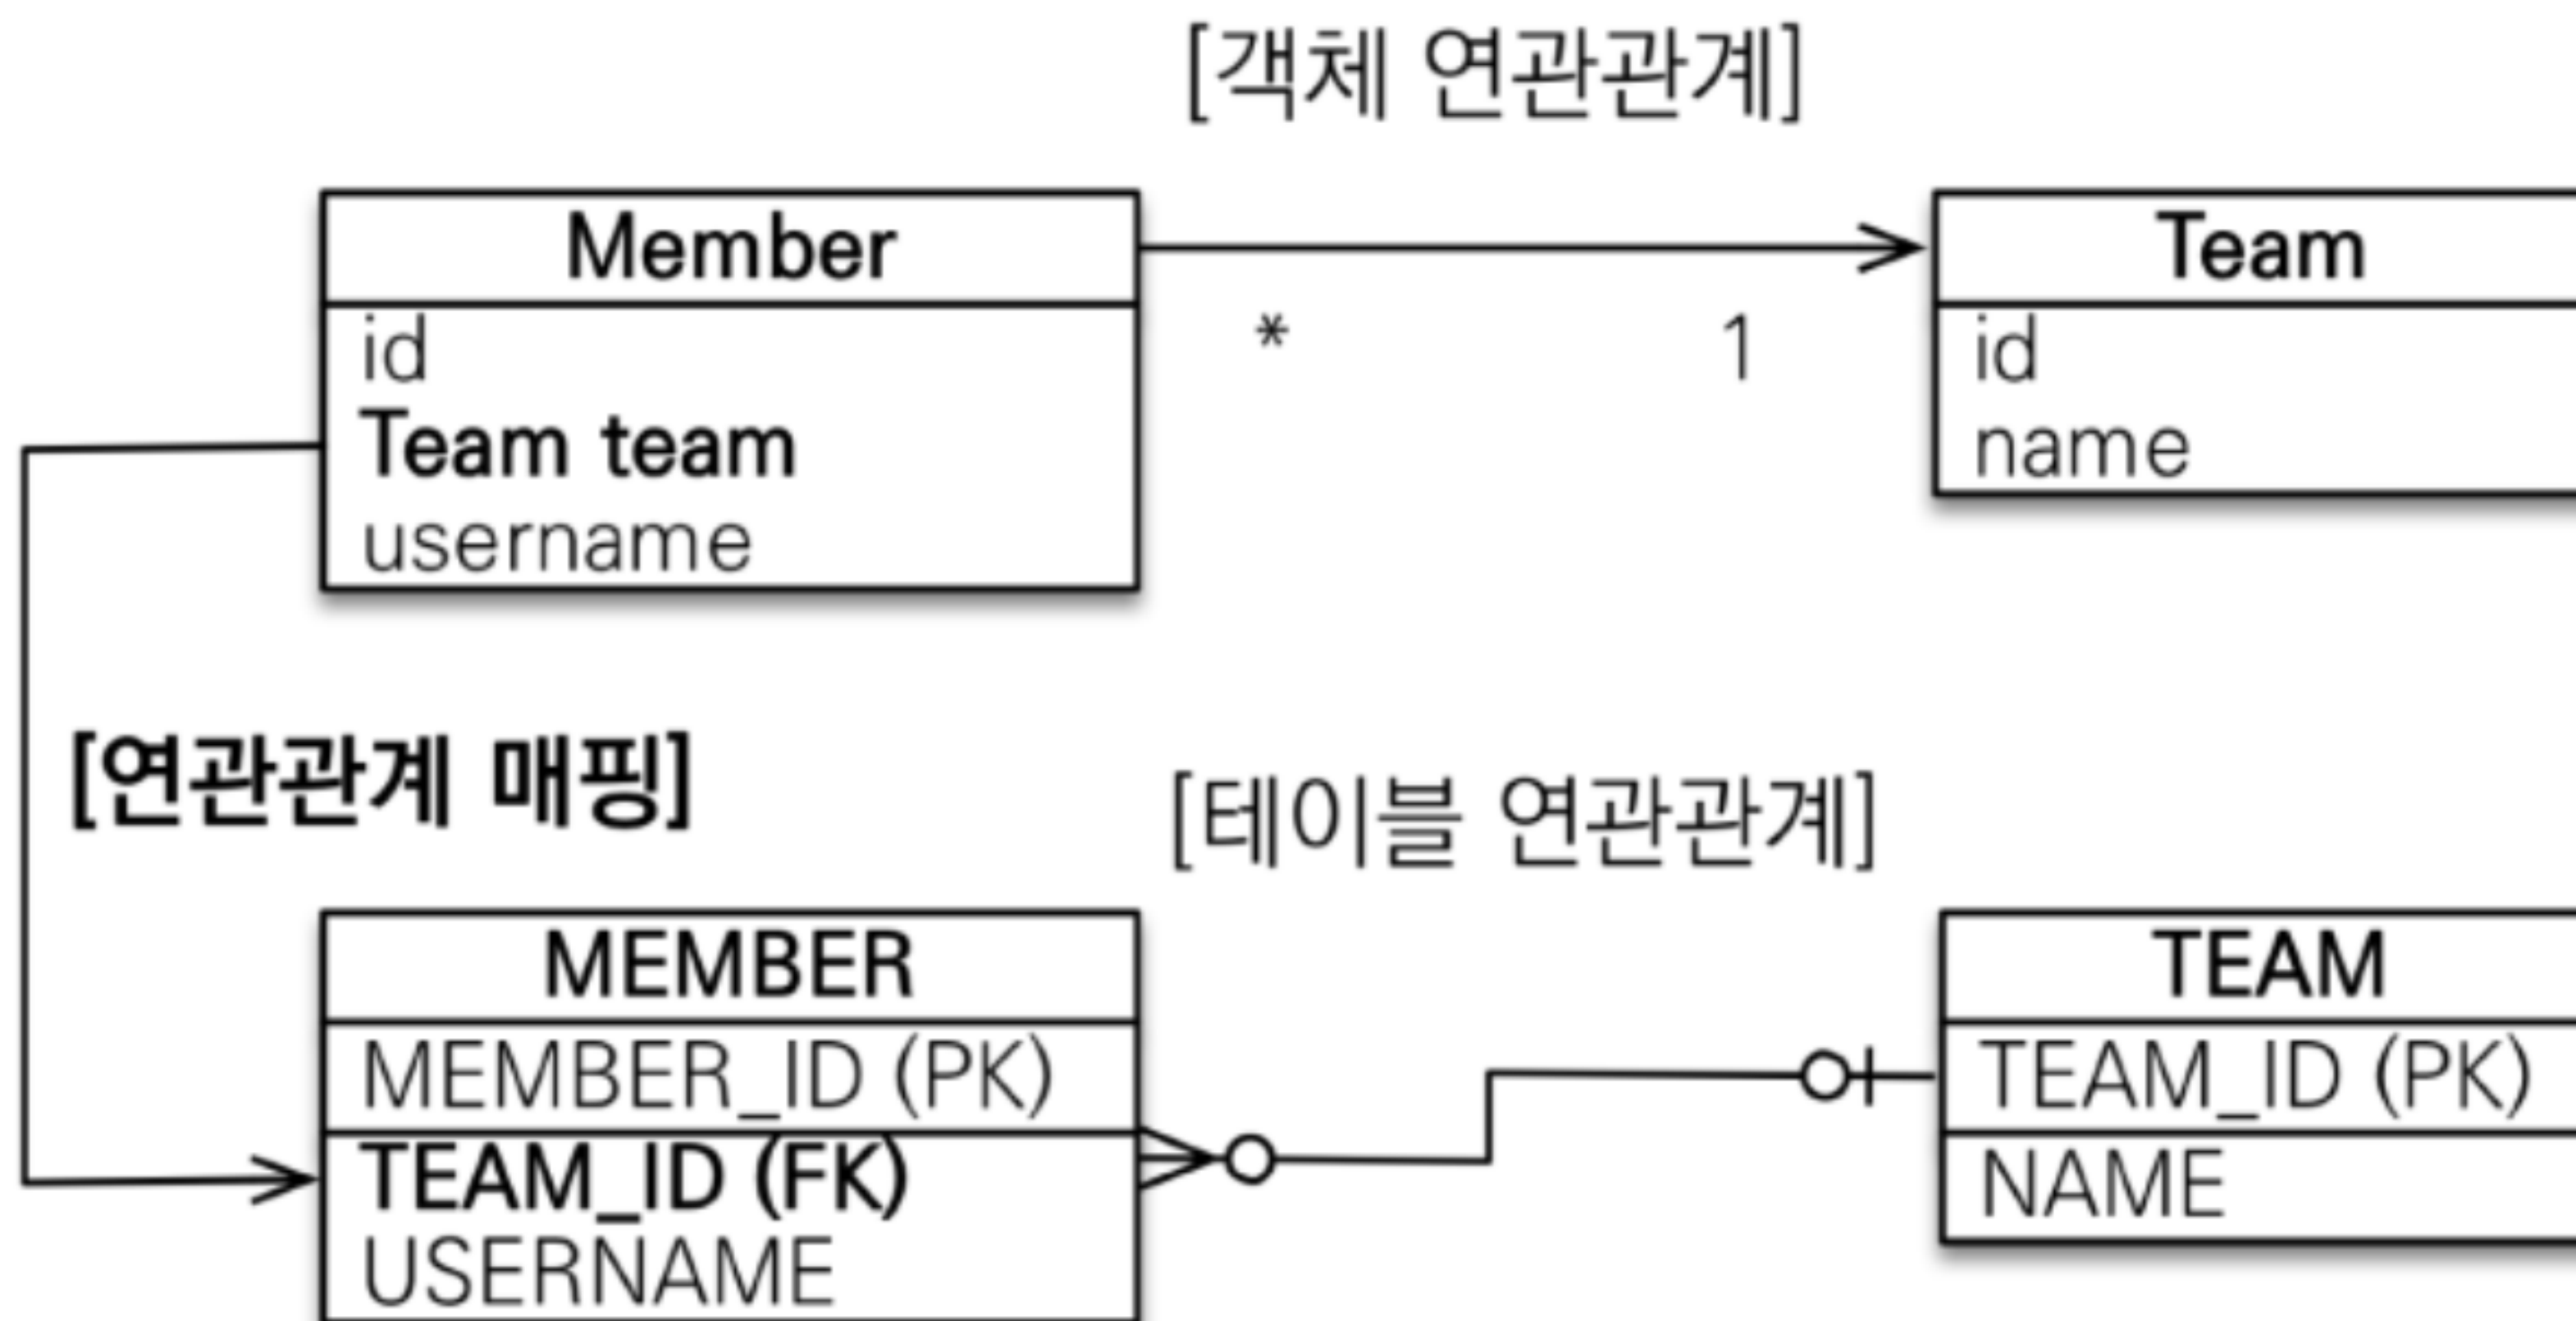 [객체 연관관계]
Member
id
Team team
username
* 1
Team
id
name
[연관관계 매핑]
[테이블 연관관계]
MEMBER
MEMBER_ID (PK)
TEAM_ID (FK)
USERNAME
TEAM
TEAM_ID (PK)
NAME